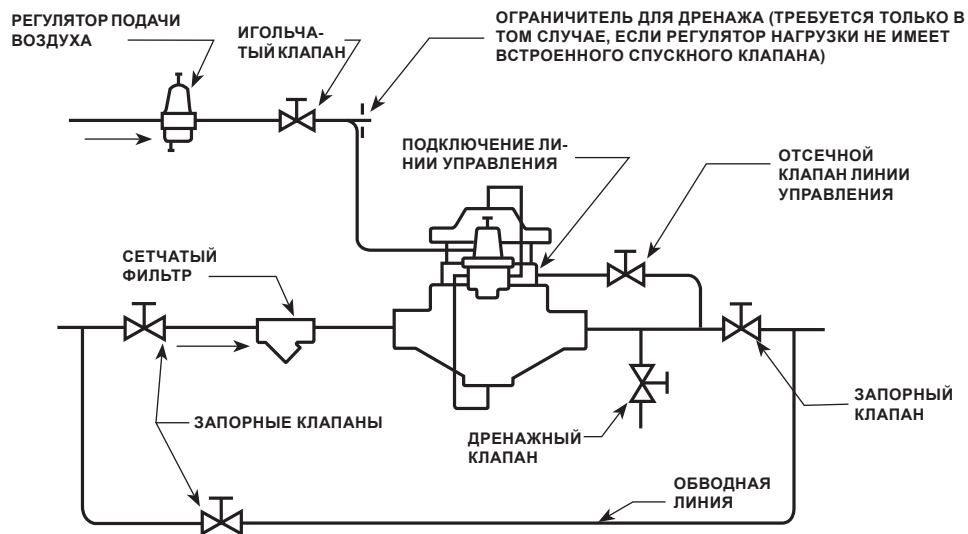 РЕГУЛЯТОР ПОДАЧИ
ВОЗДУХА
ИГОЛЬЧА-
ТЫЙ КЛАПАН
ОГРАНИЧИТЕЛЬ ДЛЯ ДРЕНАЖА (ТРЕБУЕТСЯ ТОЛЬКО В
ТОМ СЛУЧАЕ, ЕСЛИ РЕГУЛЯТОР НАГРУЗКИ НЕ ИМЕЕТ
ВСТРОЕННОГО СПУСКНОГО КЛАПАНА)
ПОДКЛЮЧЕНИЕ ЛИ-
НИИ УПРАВЛЕНИЯ
ОТСЕЧНОЙ
КЛАПАН ЛИНИИ
УПРАВЛЕНИЯ
СЕТЧАТЫЙ
ФИЛЬТР
ЗАПОРНЫЕ КЛАПАНЫ
ДРЕНАЖНЫЙ
КЛАПАН
ЗАПОРНЫЙ
КЛАПАН
ОБВОДНАЯ
ЛИНИЯ